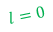 l = 0